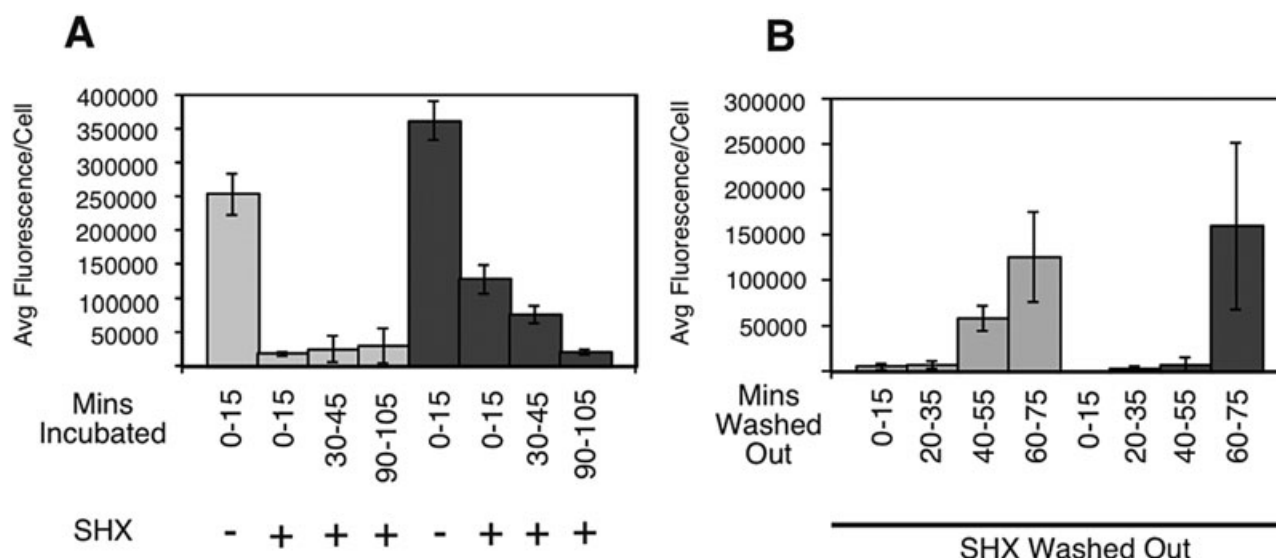 A
Avg Fluorescence/Cell
400000
350000
300000
250000
200000
150000
100000
50000
Mins
Incubated
0-15
0-15
30-45
90-105
0-15
0-15
30-45
90-105
SHX
- + + + - + + +
B
Avg Fluorescence/Cell
300000
250000
200000
150000
100000
50000
Mins
Washed
Out
0-15
20-35
40-55
60-75
0-15
20-35
40-55
60-75
SHX Washed Out